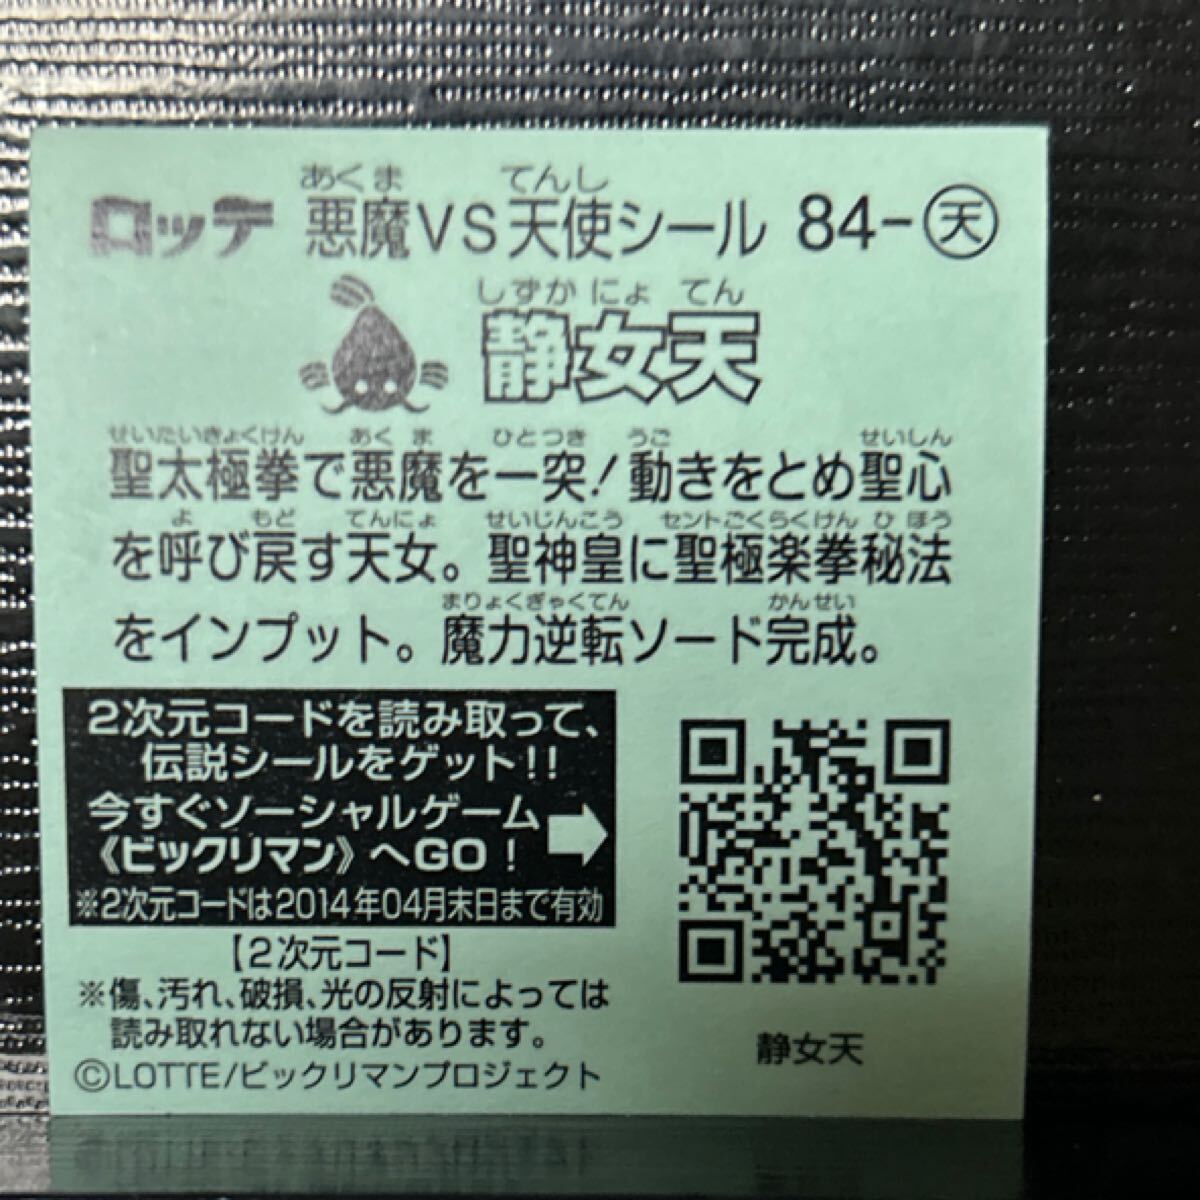 あくま てんし
ロッテ 悪魔VS天使シール 84-天
しずかにょてん
静女天
せいたいきょくけん あくま ひとつき うご せいしん
聖太極拳で悪魔を一突!動きをとめ聖心
よ もど てんにょ せいじんこう セントごくらくけん ひほう
を呼び戻す天女。聖神皇に聖極楽拳秘法
まりょくぎゃくてん かんせい
をインプット。魔力逆転ソード完成。
2次元コードを読み取って、
伝説シールをゲット!!
今すぐソーシャルゲーム
《ビックリマン》へGO!
※2次元コードは2014年04月末日まで有効
【2次元コード】
※傷、汚れ、破損、光の反射によっては
読み取れない場合があります。
©LOTTE/ビックリマンプロジェクト
静女天